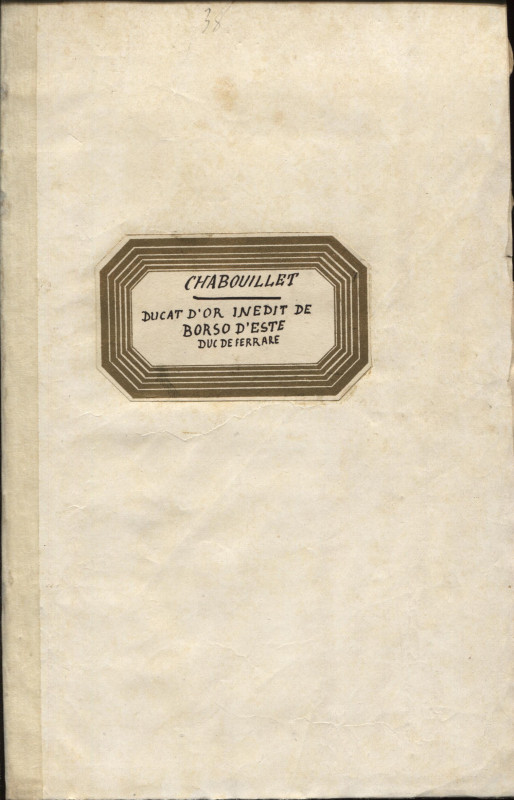 CHABOUILLET
DUCAT D'OR INEDIT DE
BORSO D'ESTE
DUC DE FERRARE